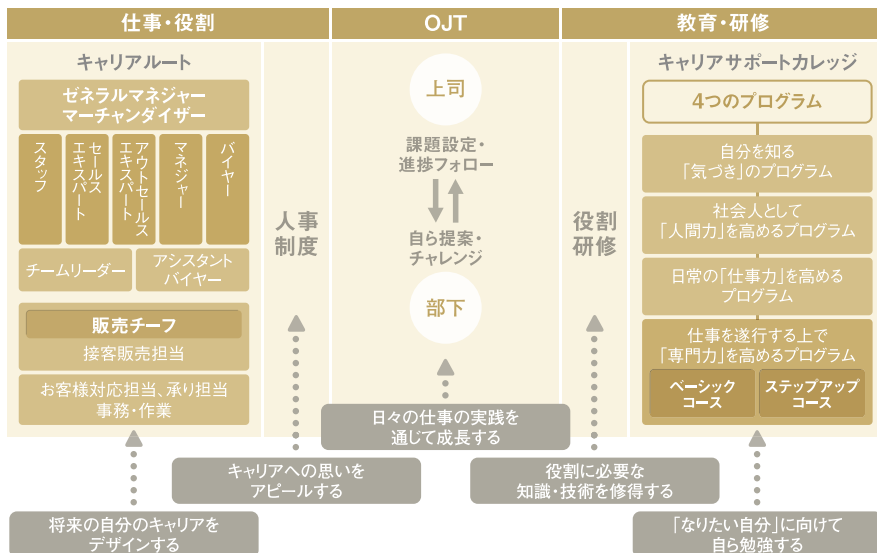 仕事・役割
OJT
教育・研修
キャリアルート
ゼネラルマネジャー
マーチャンダイザー
スタッフ
セールス
エキスパート
アウトセールス
エキスパート
マネジャー
バイヤー
チームリーダー
アシスタント
バイヤー
販売チーフ
接客販売担当
お客様対応担当、承り担当
事務・作業
人事
制度
上司
課題設定・
進捗フォロー
自ら提案・
チャレンジ
部下
役割
研修
キャリアサポートカレッジ
4つのプログラム
自分を知る
「気づき」のプログラム
社会人として
「人間力」を高めるプログラム
日常の「仕事力」を高める
プログラム
仕事を遂行する上で
「専門力」を高めるプログラム
ベーシック
コース
ステップアップ
コース
日々の仕事の実践を
通じて成長する
キャリアへの思いを
アピールする
役割に必要な
知識・技術を修得する
将来の自分のキャリアを
デザインする
「なりたい自分」に向けて
自ら勉強する